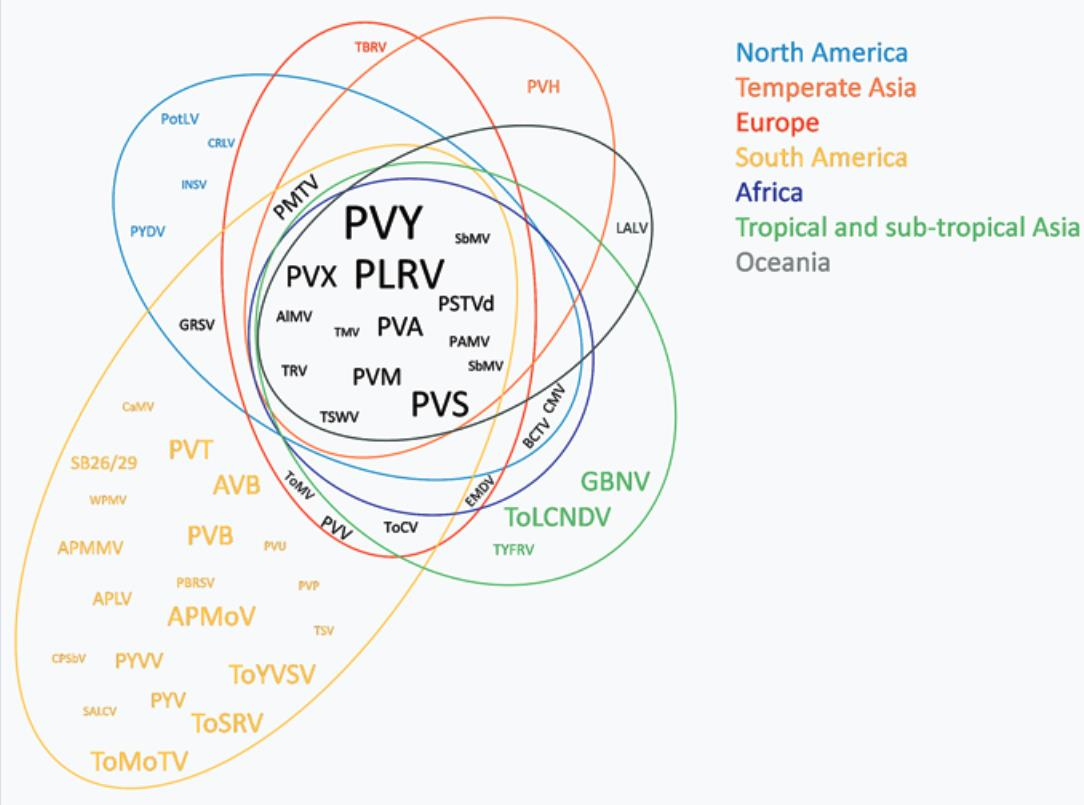 TBRV
PVH
PotLV
CRLV
INSV
PYDV
PMTV
PVY
SbMV
LALV
PVX
PLRV
PSTVd
AlMV
TMV
PVA
PAMV
GRSV
SbMV
TRV
PVM
PVS
TSWV
CMV
BCTV
CaMV
PVT
SB26/29
AVB
WPMV
ToMV
EMDV
GBNV
PVV
ToCV
ToLCNDV
APMMV
PVB
PVU
TYFRV
PBRSV
PVP
APLV
APMoV
TSV
CPSbV
PYVV
ToYVSV
PYV
SALCV
ToSRV
ToMoTV
North America
Temperate Asia
Europe
South America
Africa
Tropical and sub-tropical Asia
Oceania